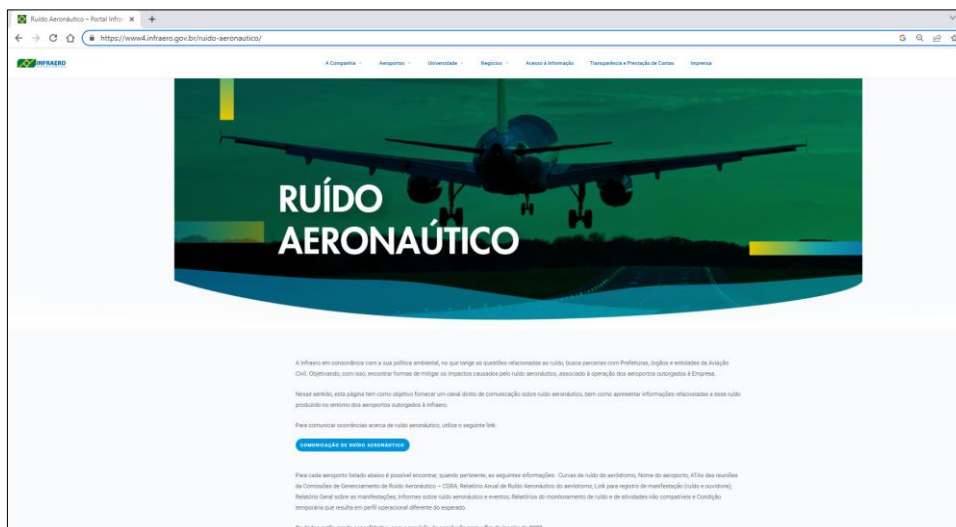 Ruído Aeronáutico – Portal Infra
https://www4.infraero.gov.br/ruido-aeronautico/
INFRAERO
A Companhia Aeroportos Universidade Negócios Acesso à Informação Transparência e Prestação de Contas Imprensa
RUÍDO
AERONAÚTICO
A Infraero em consonância com a sua política ambiental, no que tange as questões relacionadas ao ruído, busca parcerias com Prefeituras, órgãos e entidades da Aviação
Civil. Objetivando, com isso, encontrar formas de mitigar os impactos causados pelo ruído aeronáutico, associado à operação dos aeroportos outorgados à Empresa.
Nesse sentido, esta página tem como objetivo fornecer um canal direto de comunicação sobre ruído aeronáutico, bem como apresentar informações relacionadas a esse ruído
produzido no entorno dos aeroportos outorgados à Infraero.
Para comunicar ocorrências acerca de ruído aeronáutico, utilize o seguinte link:
COMUNICAÇÃO DE RUÍDO AERONÁUTICO
Para cada aeroporto listado abaixo é possível encontrar, quando pertinente, as seguintes informações: Curvas de ruído do aeródromo; Nome do aeroporto; ATAs das reuniões
da Comissões de Gerenciamento de Ruído Aeronáutico – CGRA; Relatório Anual de Ruído Aeronáutico do aeródromo; Link para registro de manifestação (ruído e ouvidoria);
Relatório Geral sobre as manifestações; Informes sobre ruído aeronáutico e eventos; Relatórios do monitoramento de ruído e de atividades não compatíveis e Condição
temporária que resulta em perfil operacional diferente do esperado.